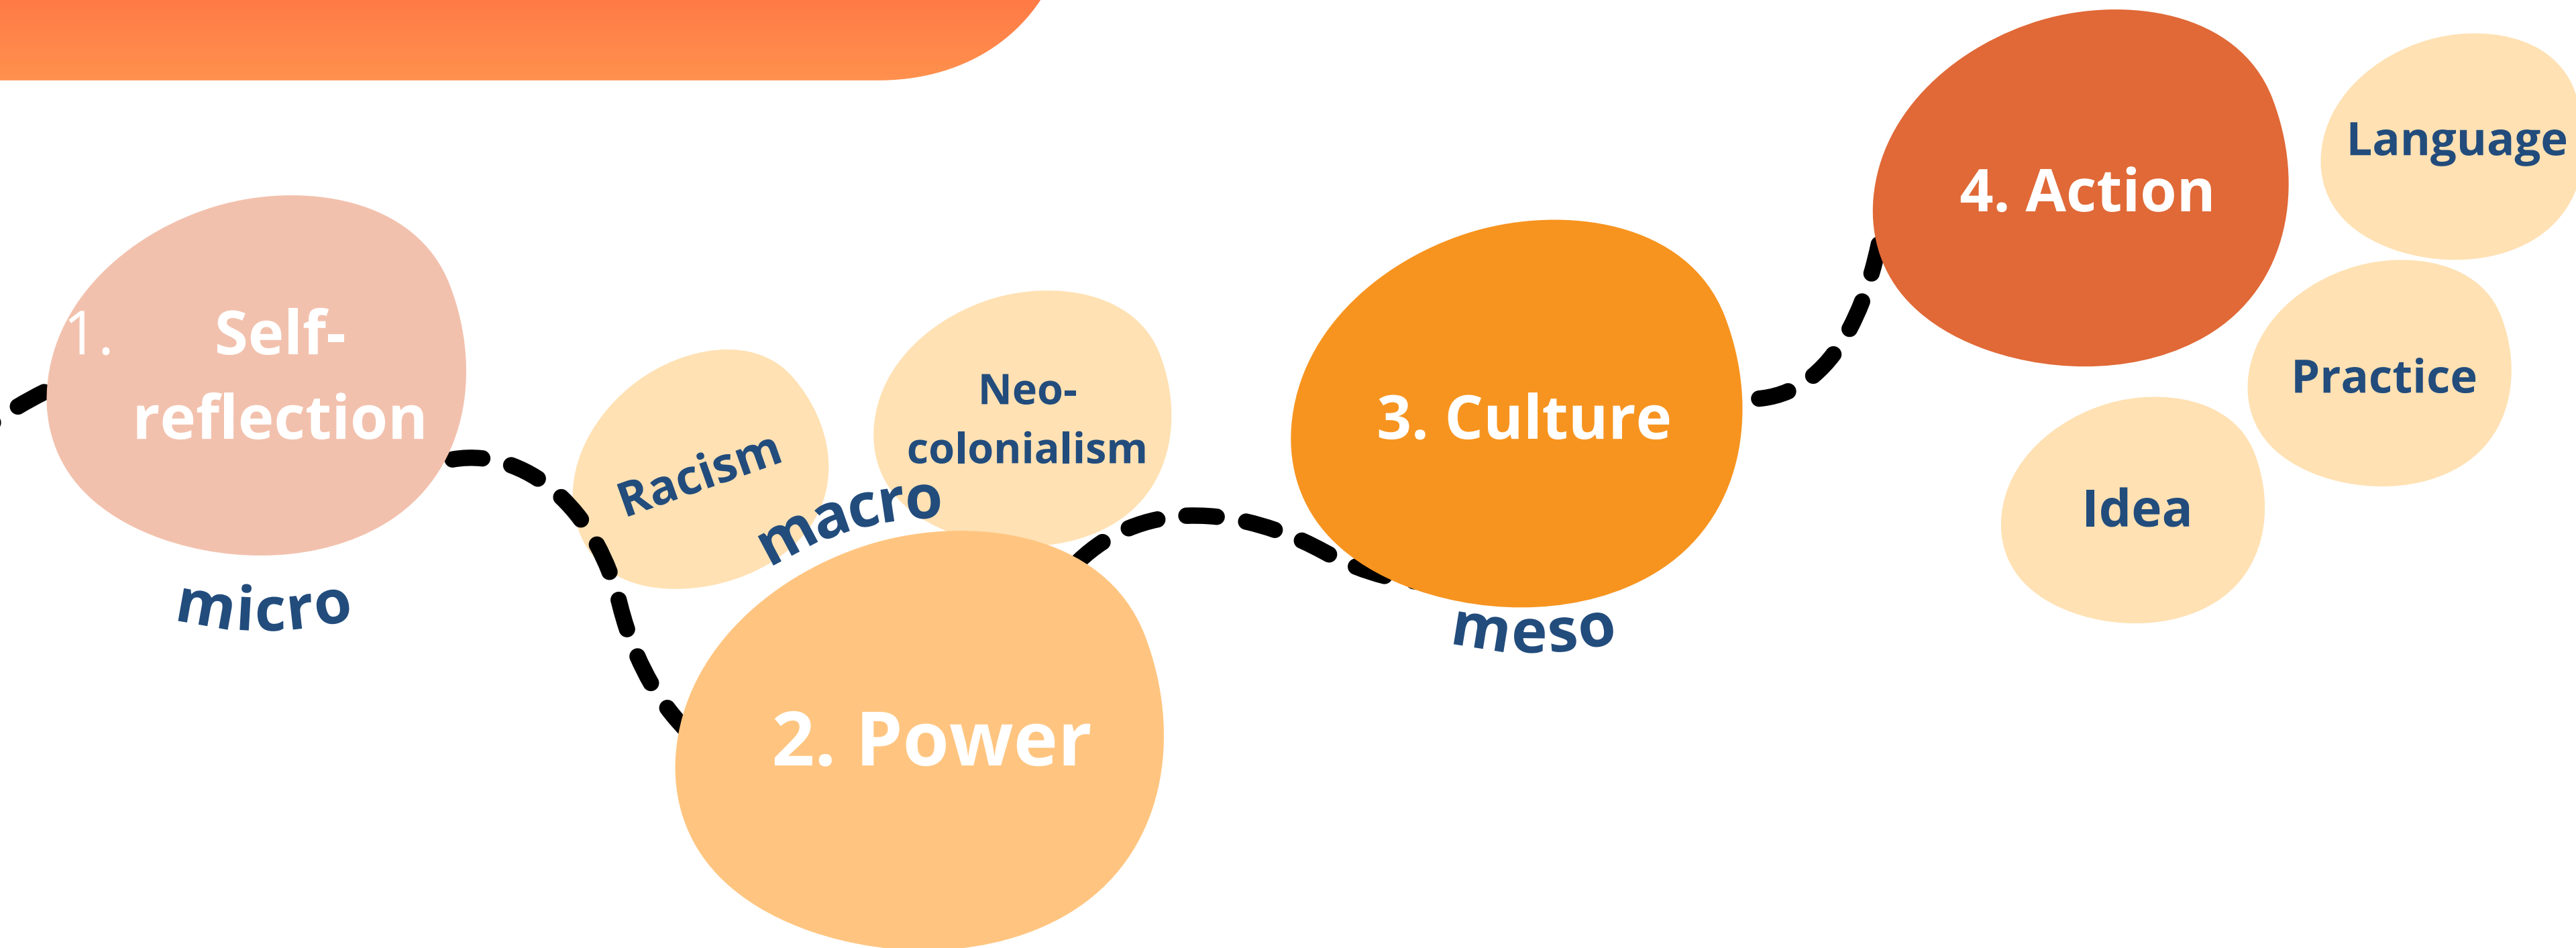 1. Self-
reflection
micro
Racism
Neo-
colonialism
macro
2. Power
3. Culture
meso
4. Action
Language
Practice
Idea